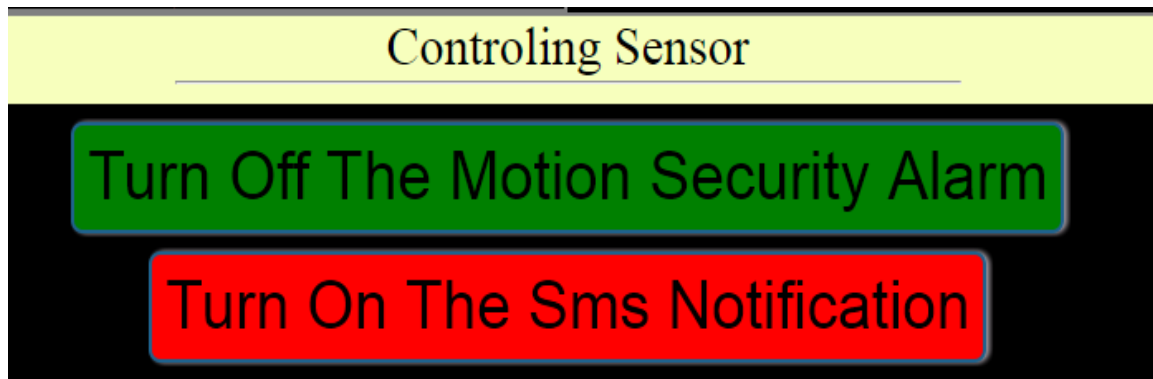 Controling Sensor
Turn Off The Motion Security Alarm
Turn On The Sms Notification